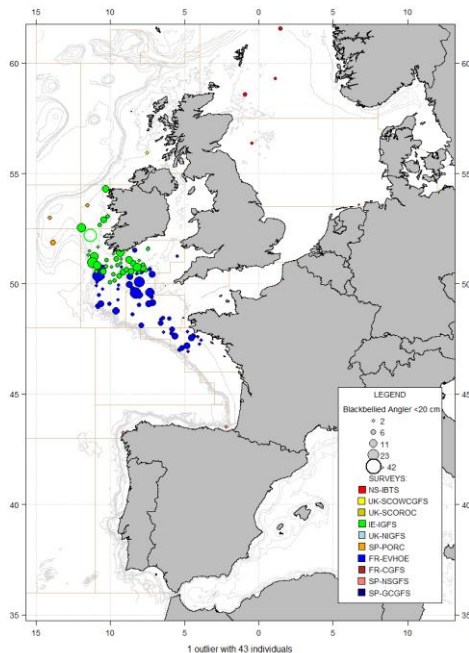 15 10 5 0 5 10
60 60
55 55
50 50
45 45
40 40
35 35
LEGEND
Blackbellied Angler <20 cm
2
6
11
23
> 42
SURVEYS:
NS-IBTS
UK-SCOWCGFS
UK-SCOROC
IE-IGFS
UK-NIGFS
SP-PORC
FR-EVHOE
FR-CGFS
SP-NSGFS
SP-GCGFS
15 10 5 0 5 10
1 outlier with 43 individuals